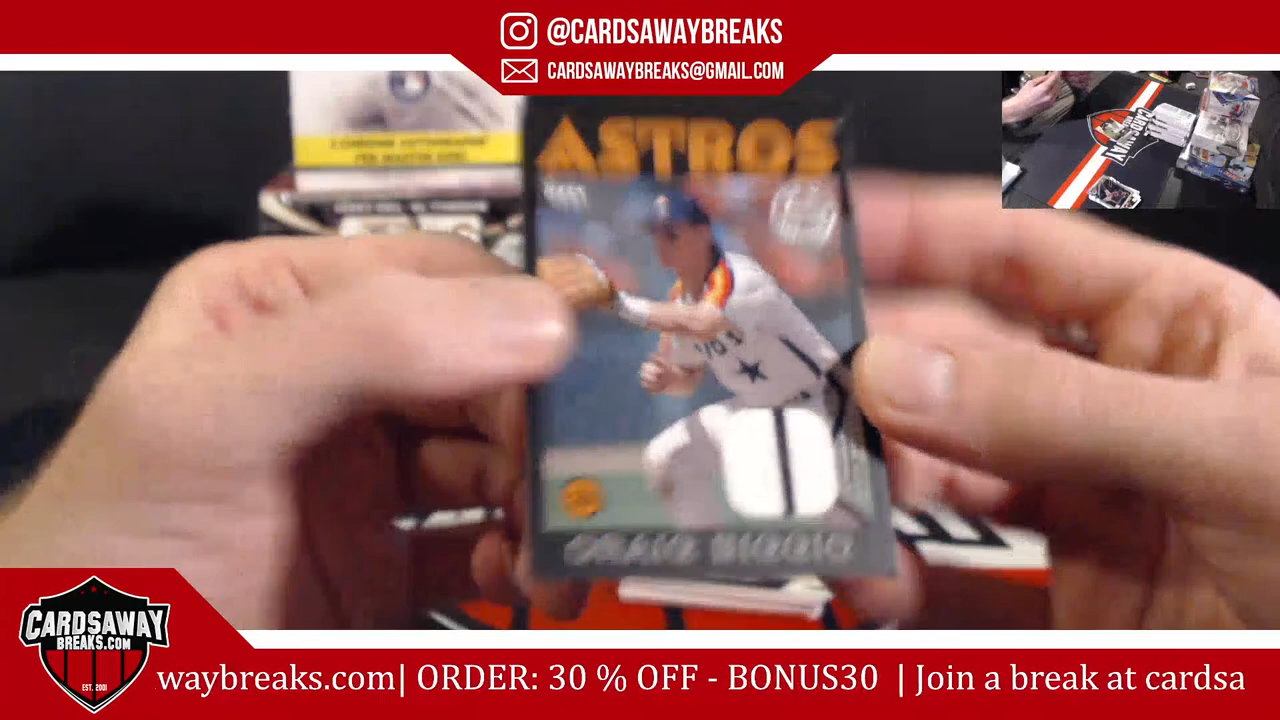 @CARDSAWAYBREAKS
CARDSAWAYBREAKS@GMAIL.COM
ASTROS
CRAIG BIGGIO
CARDSAWAY
BREAKS.COM
EST. 2001
waybreaks.com| ORDER: 30 % OFF - BONUS30 | Join a break at cardsa